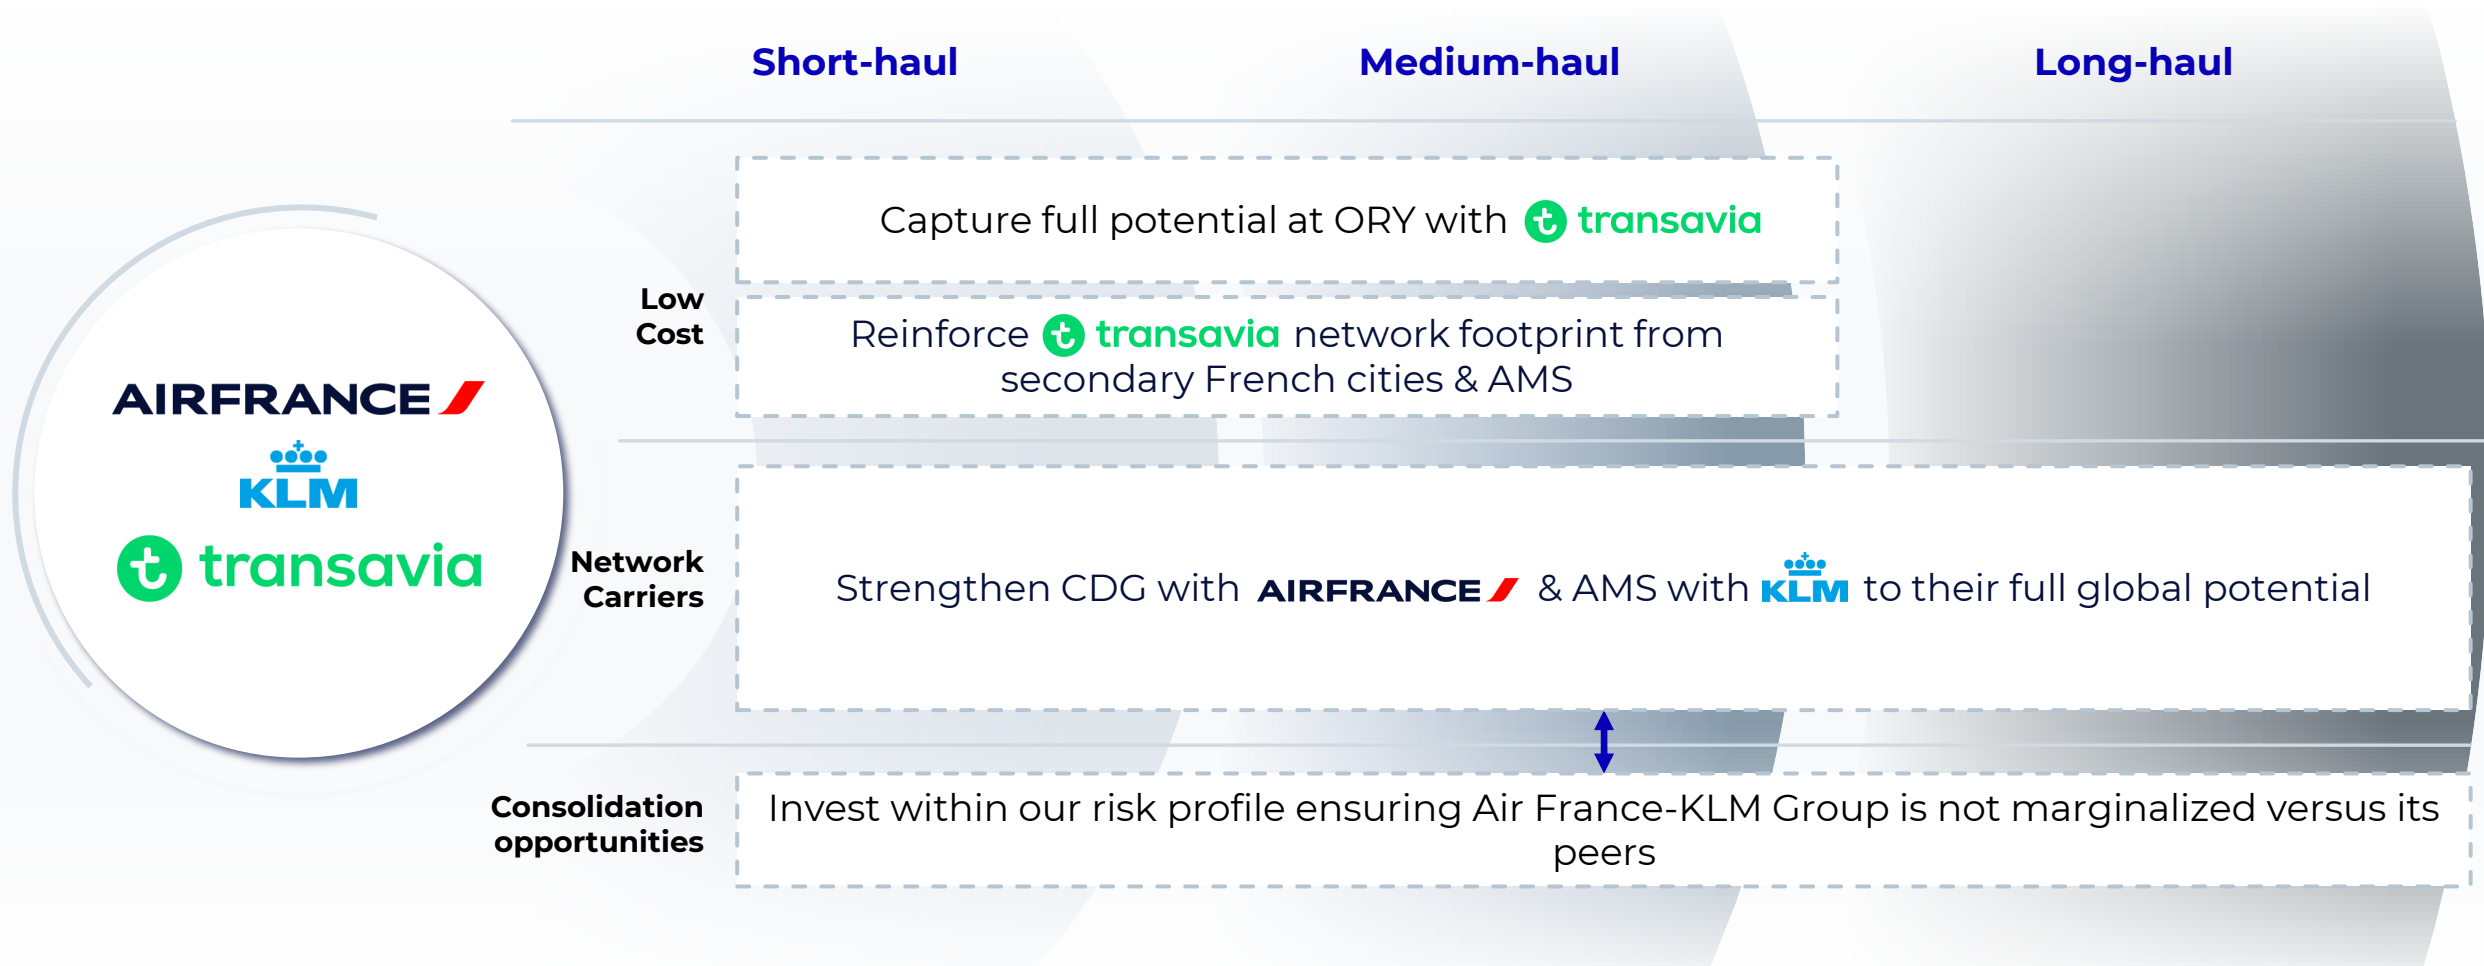 Short-haul Medium-haul Long-haul
AIRFRANCE
KLM
transavia
Low
Cost
Capture full potential at ORY with transavia
Reinforce transavia network footprint from
secondary French cities & AMS
Network
Carriers
Strengthen CDG with AIRFRANCE & AMS with KLM to their full global potential
Consolidation
opportunities
Invest within our risk profile ensuring Air France-KLM Group is not marginalized versus its
peers